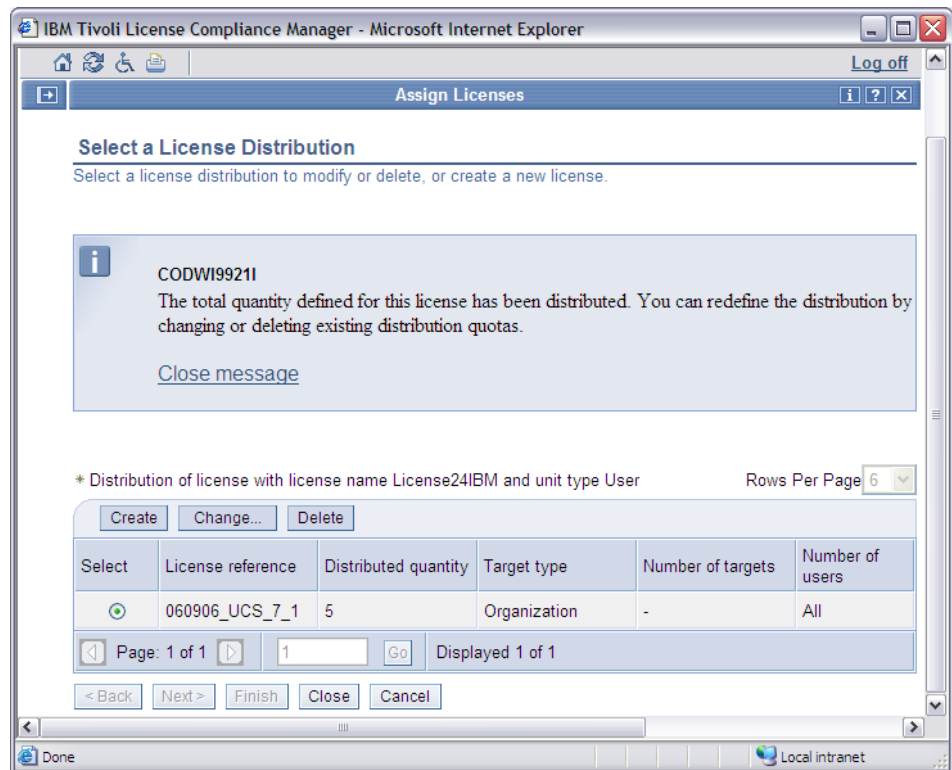 IBM Tivoli License Compliance Manager - Microsoft Internet Explorer
Log off
Assign Licenses
i ? X
Select a License Distribution
Select a license distribution to modify or delete, or create a new license.
i
CODWI9921I
The total quantity defined for this license has been distributed. You can redefine the distribution by
changing or deleting existing distribution quotas.
Close message
* Distribution of license with license name License24IBM and unit type User Rows Per Page 6
Create Change... Delete
Select License reference Distributed quantity Target type Number of targets Number of
users
060906_UCS_7_1 5 Organization - All
Page: 1 of 1 1 Go Displayed 1 of 1
< Back Next > Finish Close Cancel
Done Local intranet